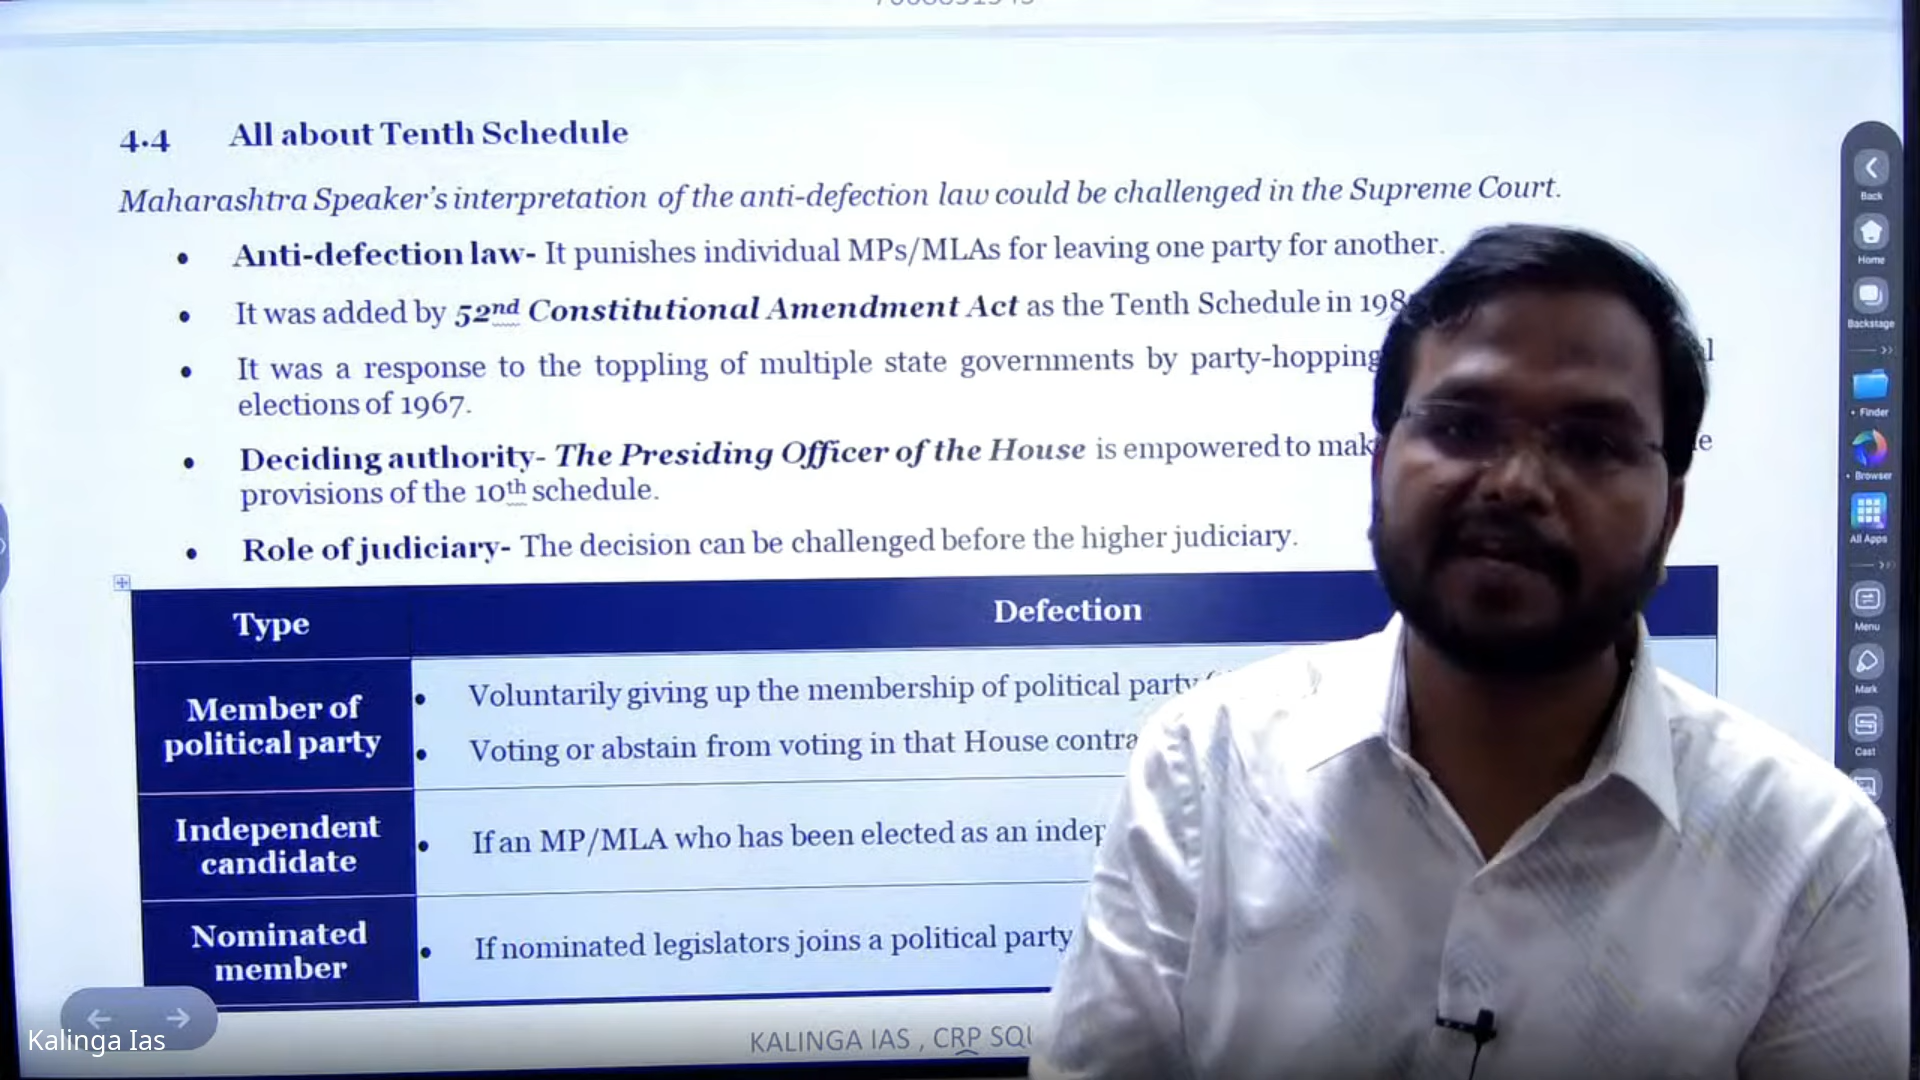 4.4 All about Tenth Schedule
Maharashtra Speaker's interpretation of the anti-defection law could be challenged in the Supreme Court.
• Anti-defection law- It punishes individual MPs/MLAs for leaving one party for another.
• It was added by 52nd Constitutional Amendment Act as the Tenth Schedule in
• It was a response to the toppling of multiple state governments by party-hopping
elections of 1967.
• Deciding authority- The Presiding Officer of the House is empowered to
provisions of the 10th schedule.
• Role of judiciary- The decision can be challenged before the higher judiciary.
Type Defection
Member of
political party
• Voluntarily giving up the membership of political party
• Voting or abstain from voting in that House
Independent
candidate
• If an MP/MLA who has been elected as an
Nominated
member
• If nominated legislators joins a political party
KALINGA IAS , CRP
Kalinga Ias
Back
Home
Backstage
• Finder
• Browser
All Apps
Menu
Mark
Cast